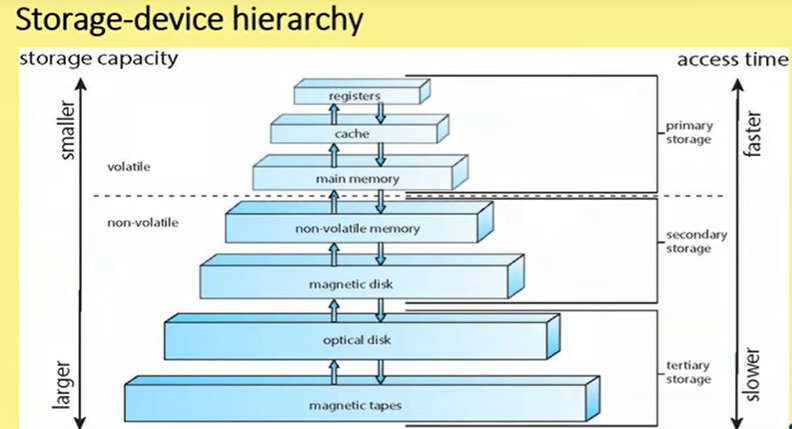 Storage-device hierarchy
storage capacity
access time
smaller
larger
volatile
non-volatile
registers
cache
main memory
non-volatile memory
magnetic disk
optical disk
magnetic tapes
primary
storage
secondary
storage
tertiary
storage
faster
slower